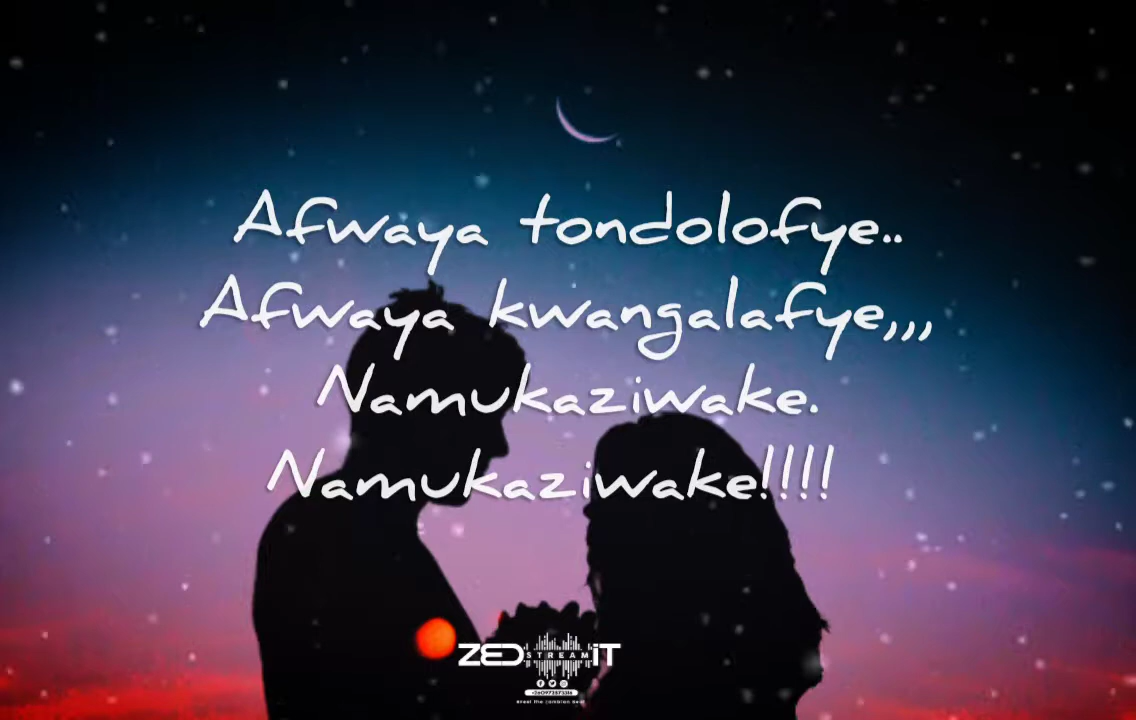 Afwaya tondolofye..
Afwaya kwangalafye,,,
Namukaziwake.
Namukaziwake!!!!
ZED STREAM iT